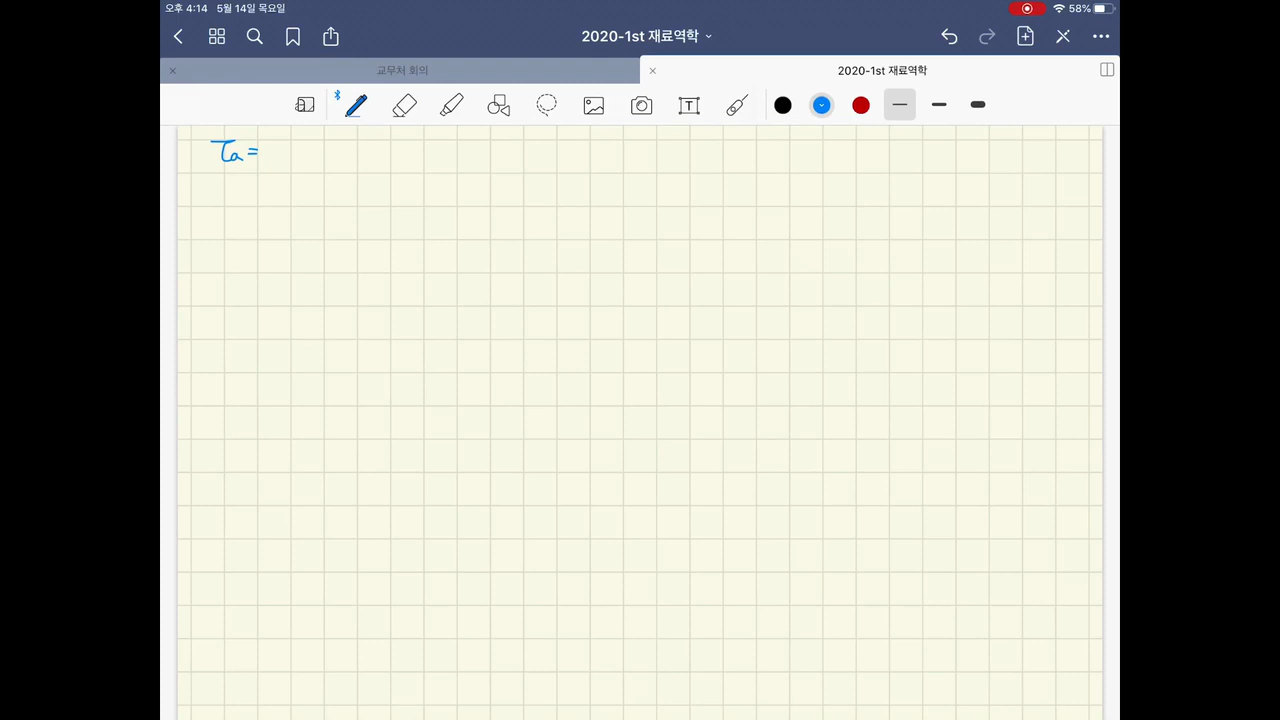 오후 4:14 5월 14일 목요일
58%
2020-1st 재료역학
교무처 회의
2020-1st 재료역학
T
τa =